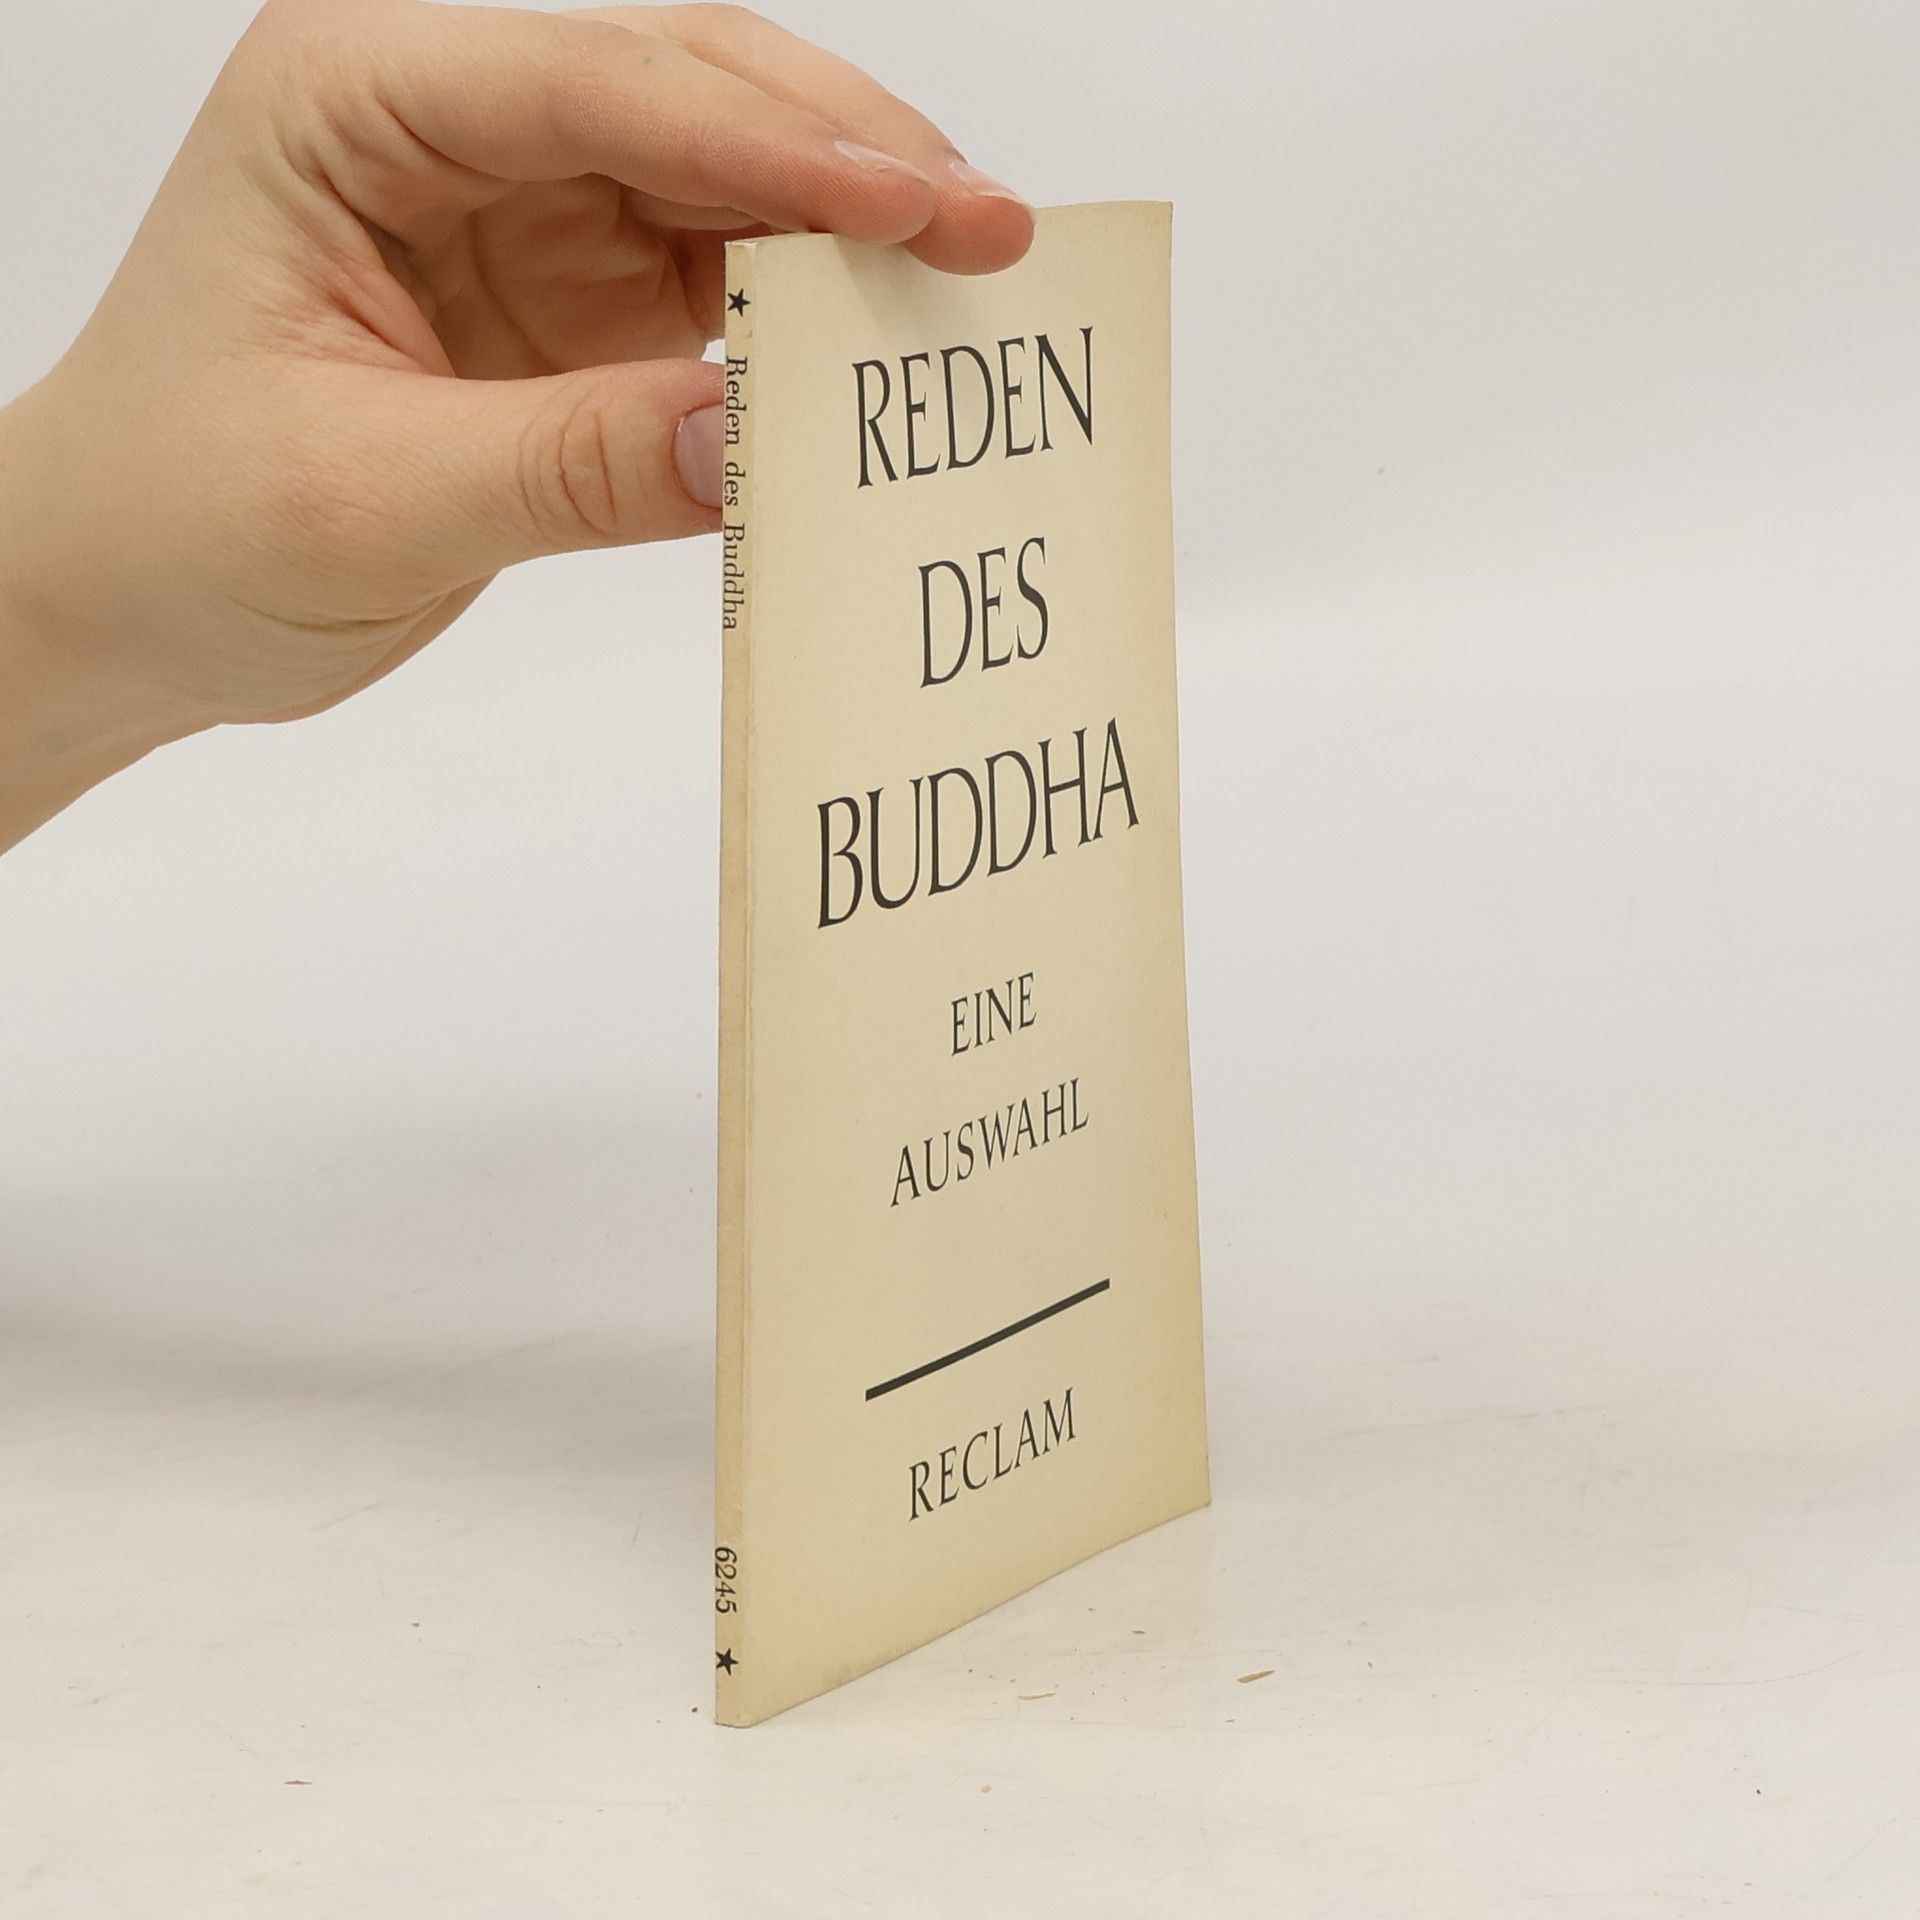 ★ Reden des Buddha 6245 ★
REDEN
DES
BUDDHA
EINE
AUSWAHL
RECLAM